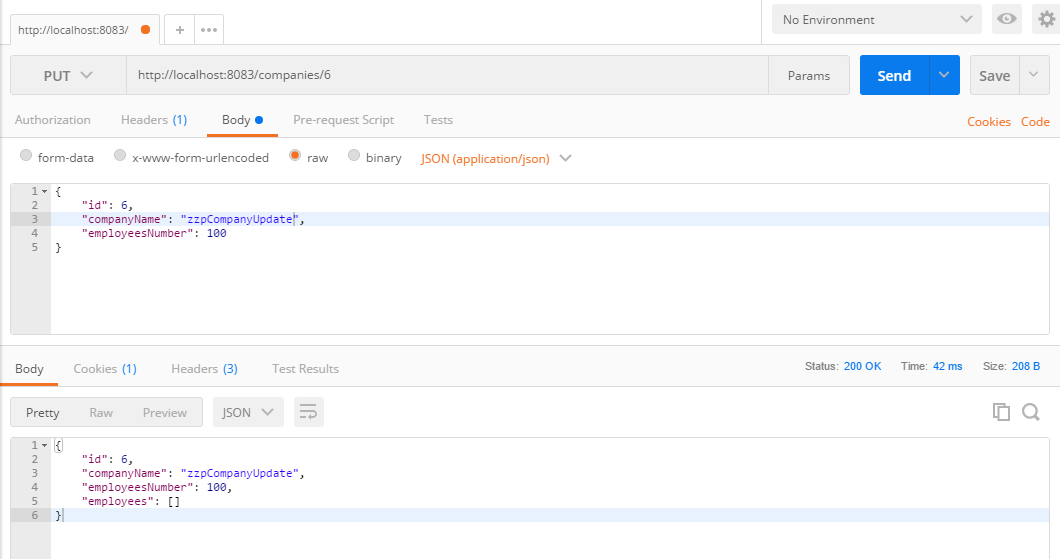 http://localhost:8083/ + ••• No Environment
PUT http://localhost:8083/companies/6 Params Send Save
Authorization Headers (1) Body Pre-request Script Tests Cookies Code
form-data x-www-form-urlencoded raw binary JSON (application/json)
1 {
2 "id": 6,
3 "companyName": "zzpCompanyUpdate",
4 "employeesNumber": 100
5 }
Body Cookies (1) Headers (3) Test Results Status: 200 OK Time: 42 ms Size: 208 B
Pretty Raw Preview JSON
1 {
2 "id": 6,
3 "companyName": "zzpCompanyUpdate",
4 "employeesNumber": 100,
5 "employees": []
6 }